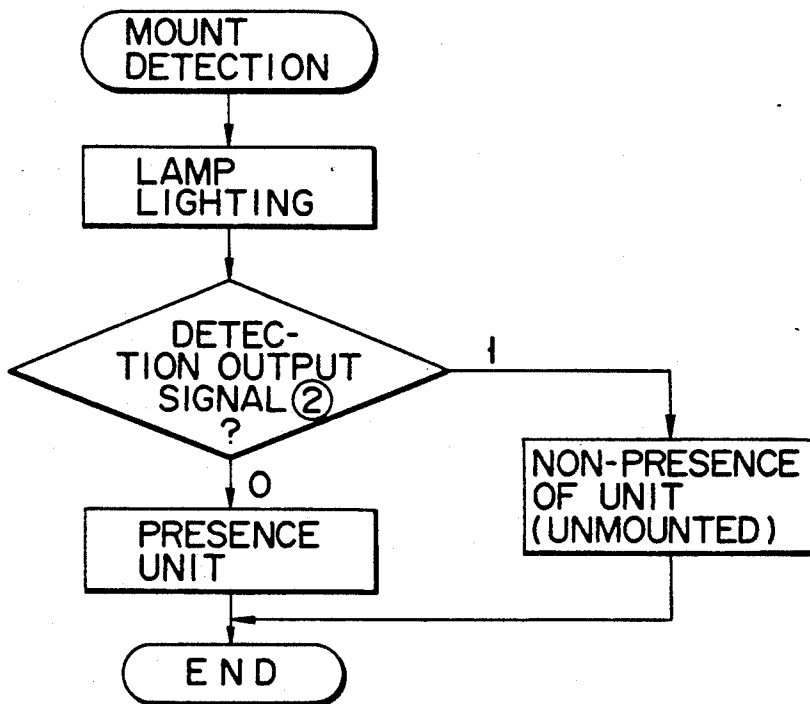 MOUNT
DETECTION
LAMP
LIGHTING
DETEC-
TION OUTPUT
SIGNAL ②
?
1
0
NON-PRESENCE
OF UNIT
(UNMOUNTED)
PRESENCE
UNIT
END